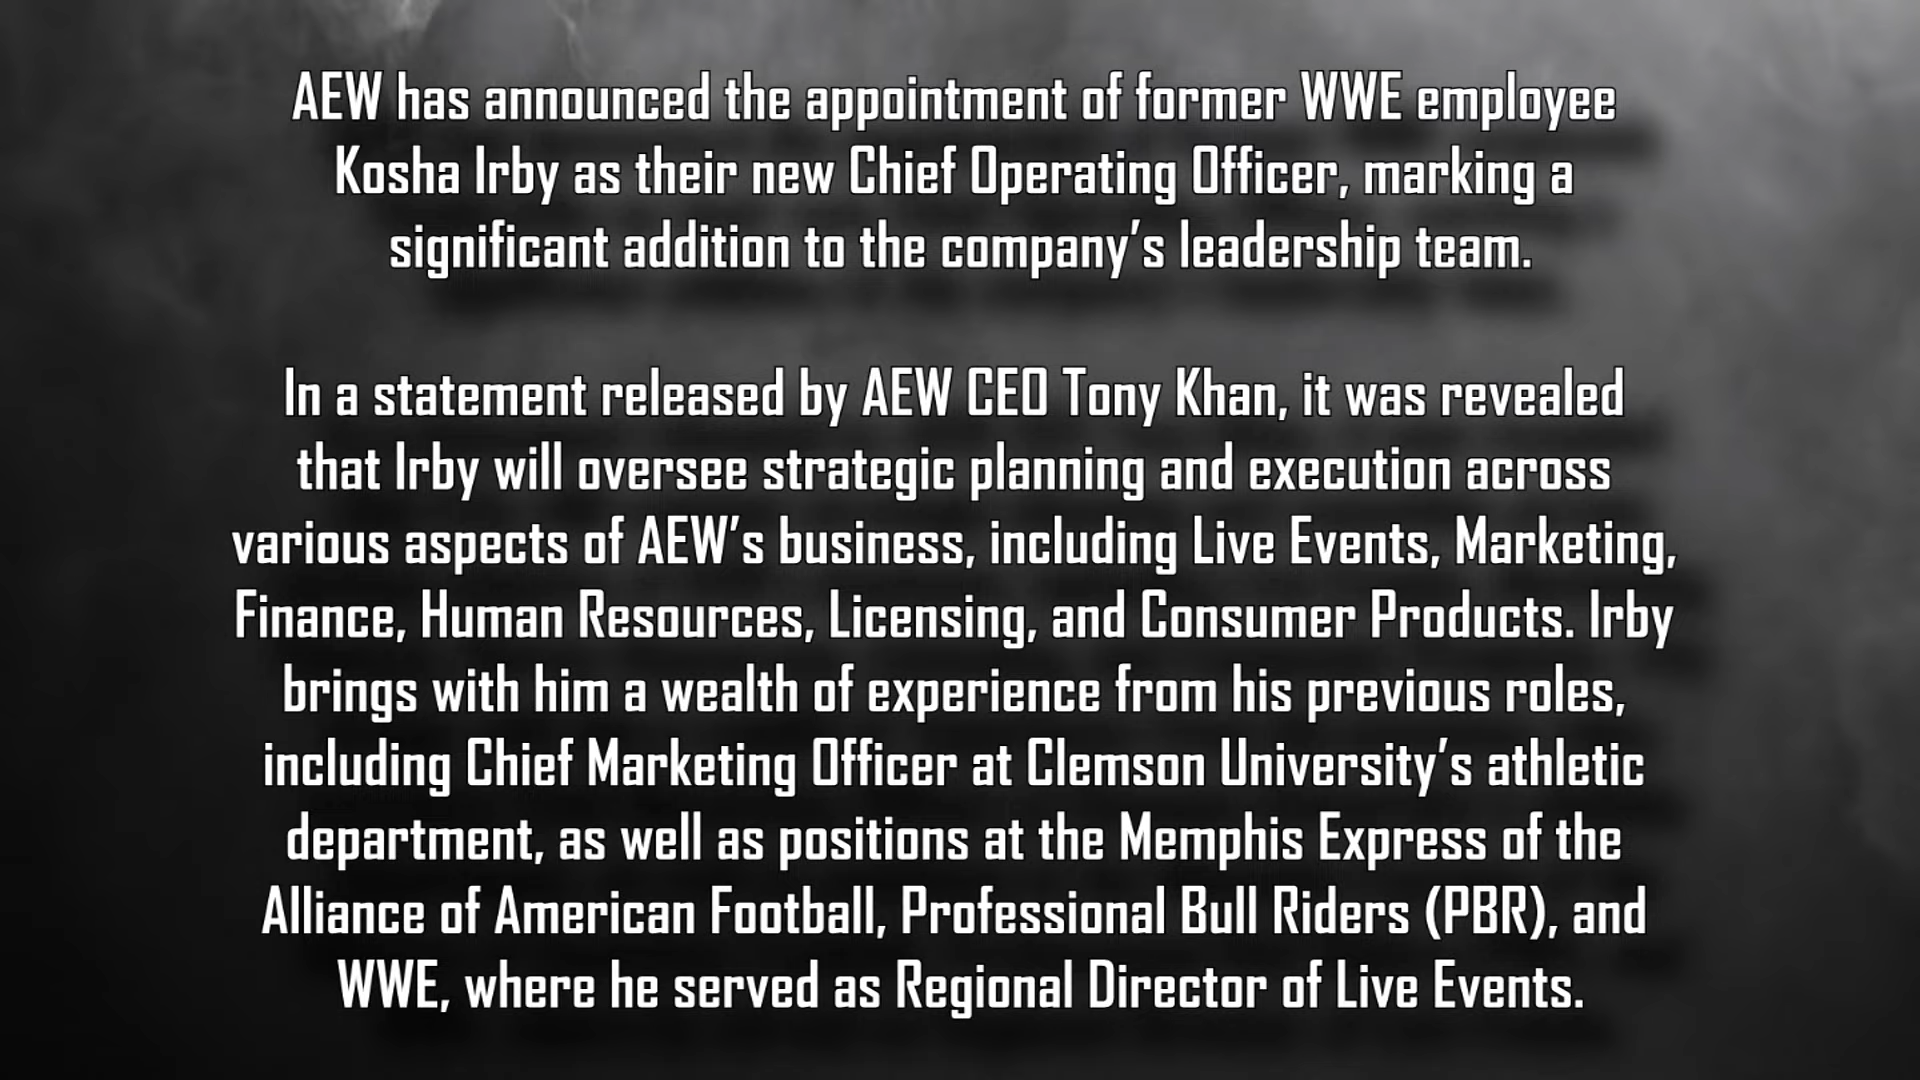 AEW has announced the appointment of former WWE employee
Kosha Irby as their new Chief Operating Officer, marking a
significant addition to the company’s leadership team.
In a statement released by AEW CEO Tony Khan, it was revealed
that Irby will oversee strategic planning and execution across
various aspects of AEW’s business, including Live Events, Marketing,
Finance, Human Resources, Licensing, and Consumer Products. Irby
brings with him a wealth of experience from his previous roles,
including Chief Marketing Officer at Clemson University’s athletic
department, as well as positions at the Memphis Express of the
Alliance of American Football, Professional Bull Riders (PBR), and
WWE, where he served as Regional Director of Live Events.